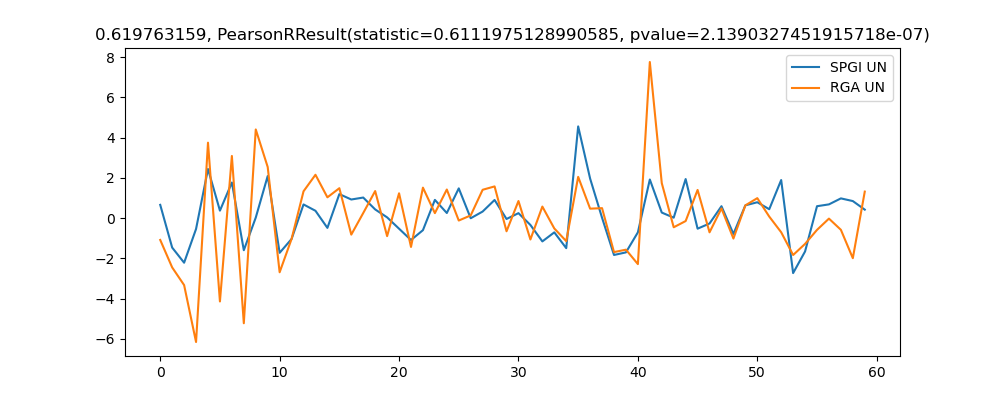 0.619763159, PearsonRResult(statistic=0.6111975128990585, pvalue=2.1390327451915718e-07)
SPGI UN
RGA UN
8
6
4
2
0
−2
−4
−6
0 10 20 30 40 50 60